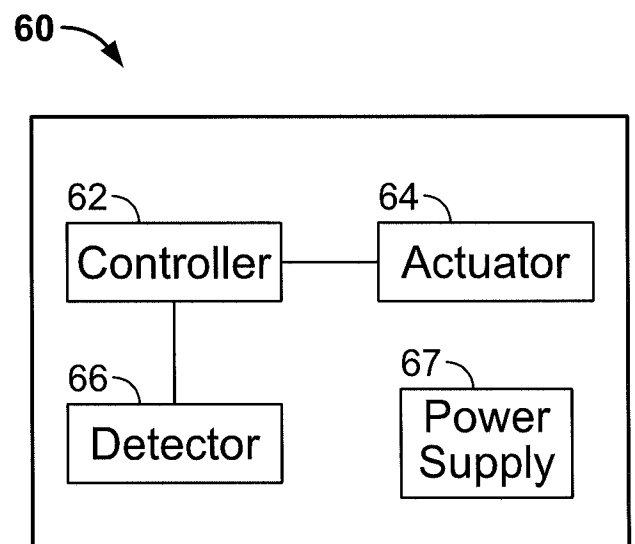 60
62
Controller
64
Actuator
66
Detector
67
Power
Supply